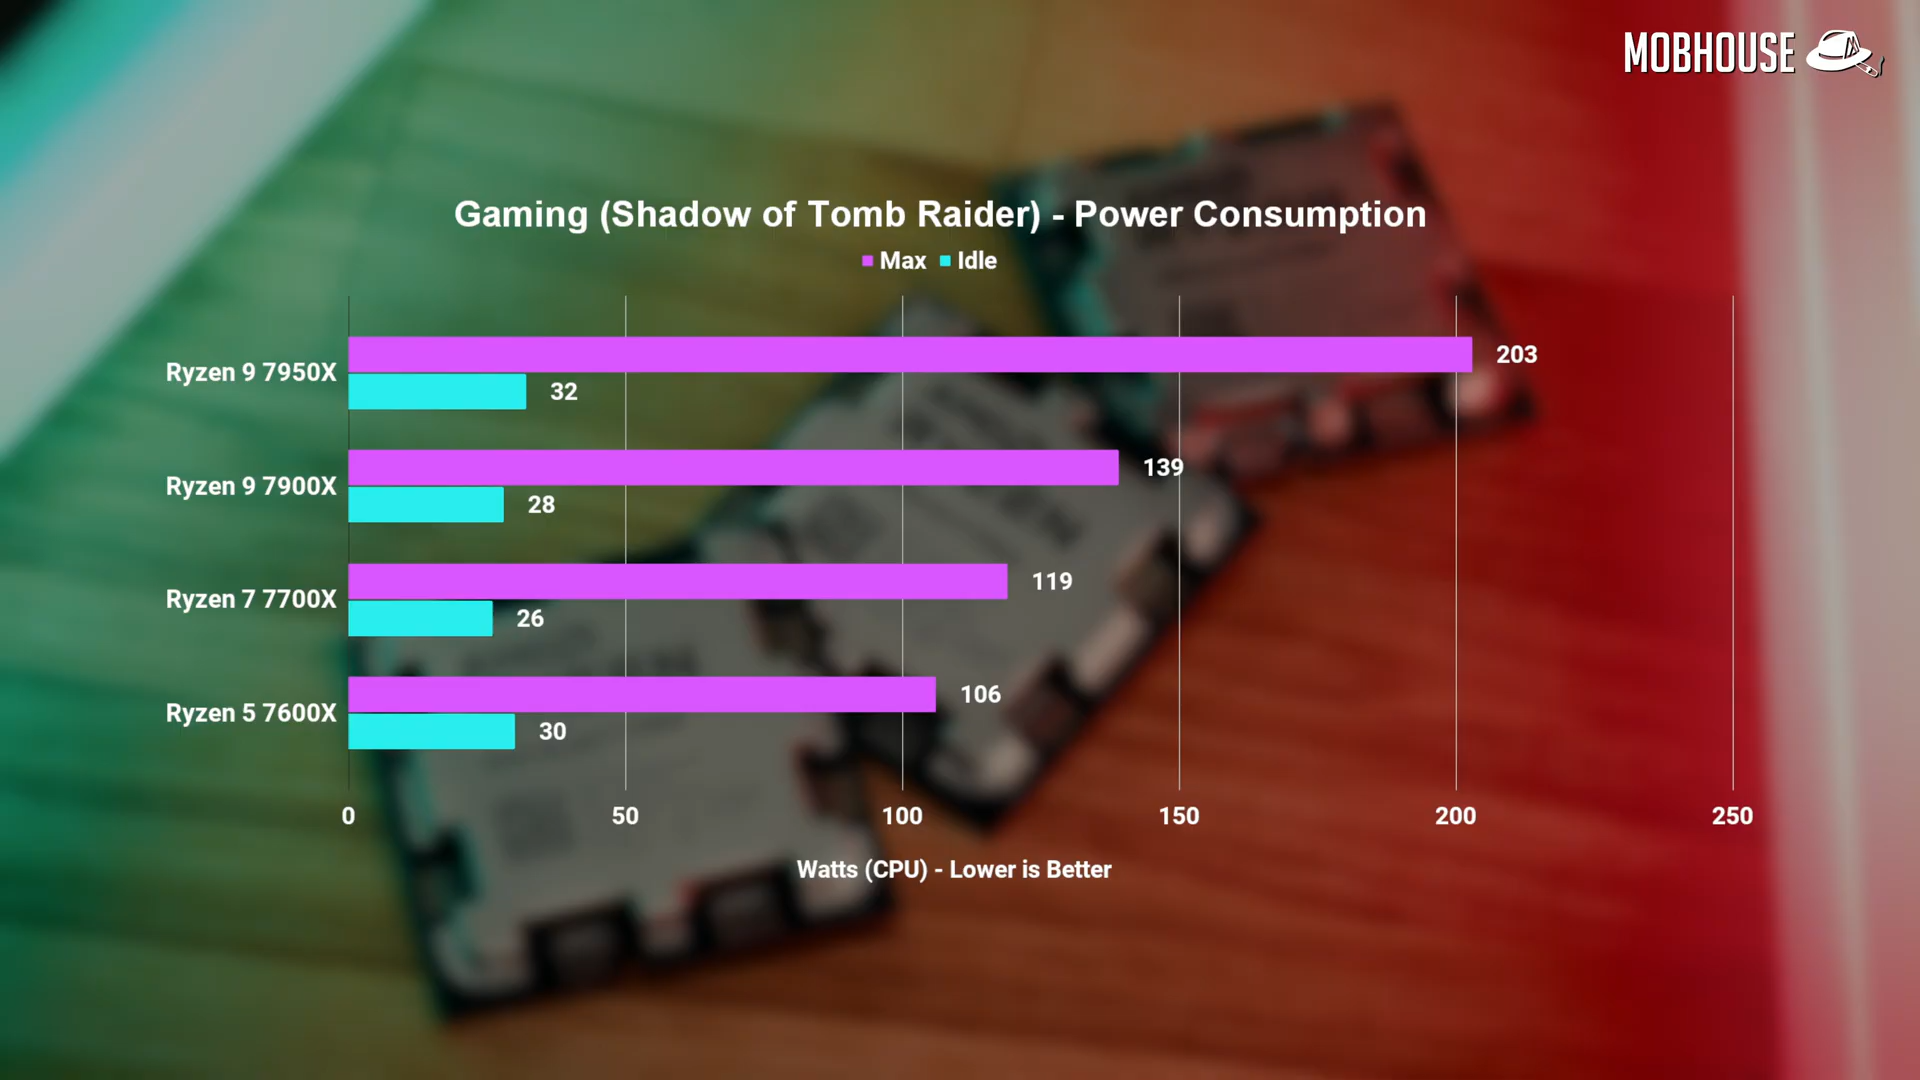 MOBHOUSE
Gaming (Shadow of Tomb Raider) - Power Consumption
Max Idle
Ryzen 9 7950X
203
32
Ryzen 9 7900X
139
28
Ryzen 7 7700X
119
26
Ryzen 5 7600X
106
30
0 50 100 150 200 250
Watts (CPU) - Lower is Better